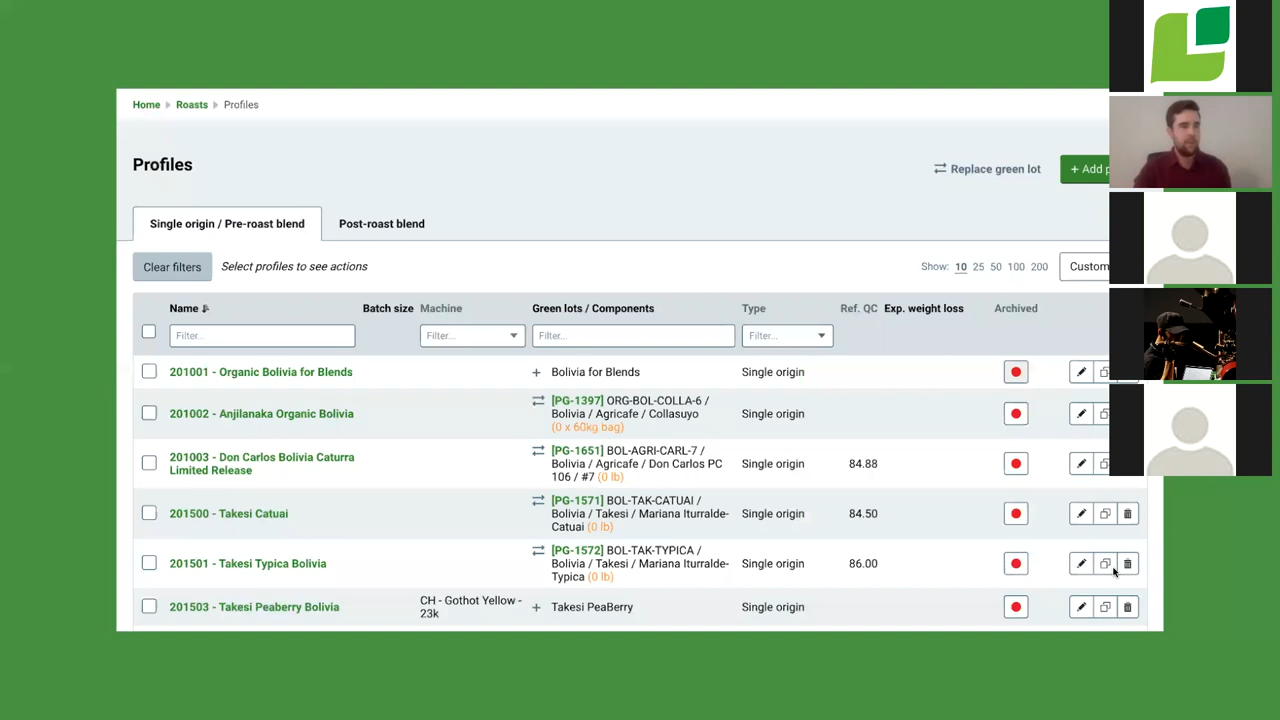 Home Roasts Profiles
Profiles
Replace green lot
+ Add p
Single origin / Pre-roast blend
Post-roast blend
Clear filters
Select profiles to see actions
Show: 10 25 50 100 200
Custom
Name Batch size Machine Green lots / Components Type Ref. QC Exp. weight loss Archived
Filter... Filter... Filter... Filter...
201001 - Organic Bolivia for Blends
+ Bolivia for Blends
Single origin
201002 - Anjilanaka Organic Bolivia
[PG-1397] ORG-BOL-COLLA-6 /
Bolivia / Agricafe / Collasuyo
(0 x 60kg bag)
Single origin
201003 - Don Carlos Bolivia Caturra
Limited Release
[PG-1651] BOL-AGRI-CARL-7 /
Bolivia / Agricafe / Don Carlos PC
106 / #7 (0 lb)
Single origin
84.88
201500 - Takesi Catuai
[PG-1571] BOL-TAK-CATUAI /
Bolivia / Takesi / Mariana Iturralde-
Catuai (0 lb)
Single origin
84.50
201501 - Takesi Typica Bolivia
[PG-1572] BOL-TAK-TYPICA /
Bolivia / Takesi / Mariana Iturralde-
Typica (0 lb)
Single origin
86.00
201503 - Takesi Peaberry Bolivia
CH - Gothot Yellow -
23k
+ Takesi PeaBerry
Single origin